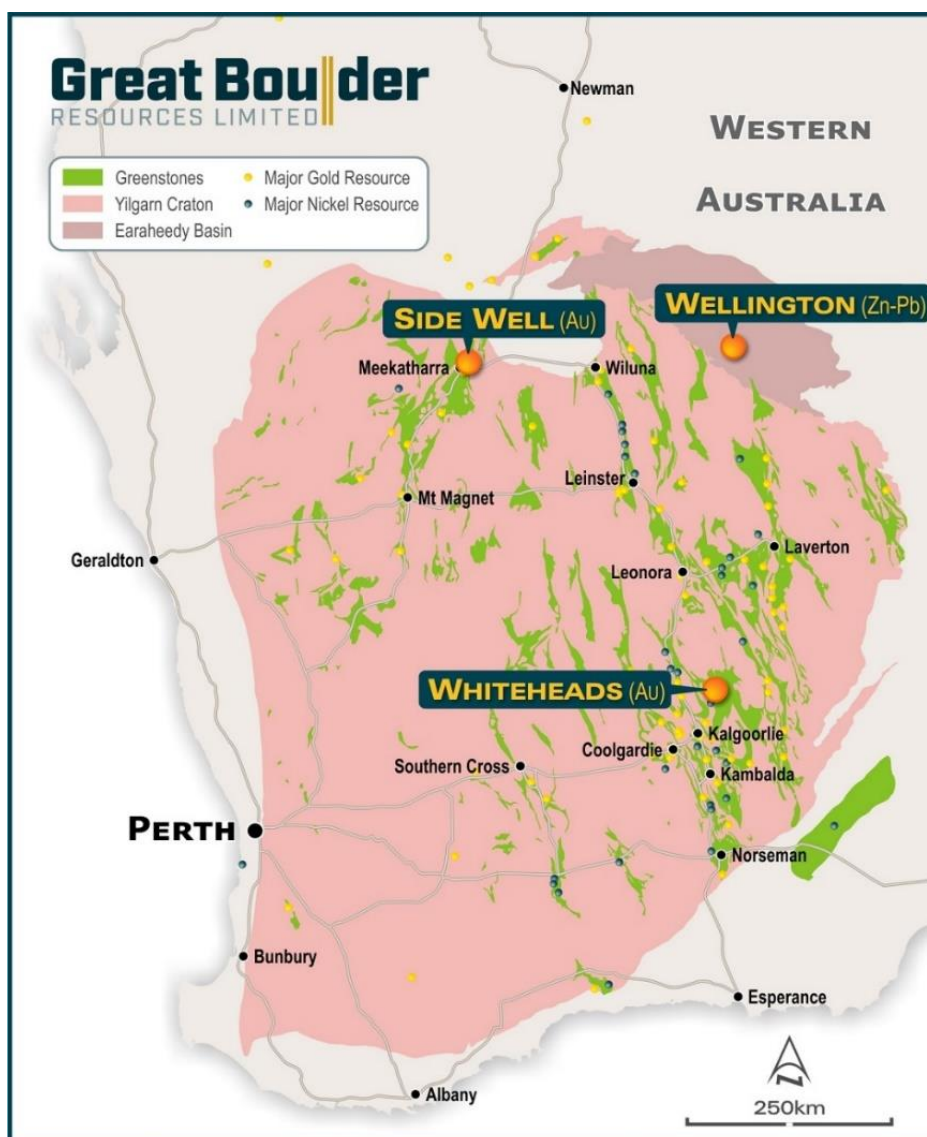 Great Boulder
RESOURCES LIMITED
Greenstones
Yilgarn Craton
Earaheedy Basin
Major Gold Resource
Major Nickel Resource
Newman
WESTERN
AUSTRALIA
SIDE WELL (AU)
WELLINGTON (Zn-Pb)
Meekatharra
Wiluna
Leinster
Mt Magnet
Geraldton
Laverton
Leonora
WHITEHEADS (AU)
Kalgoorlie
Coolgardie
Southern Cross
Kambalda
PERTH
Norseman
Bunbury
Esperance
Albany
N
250km